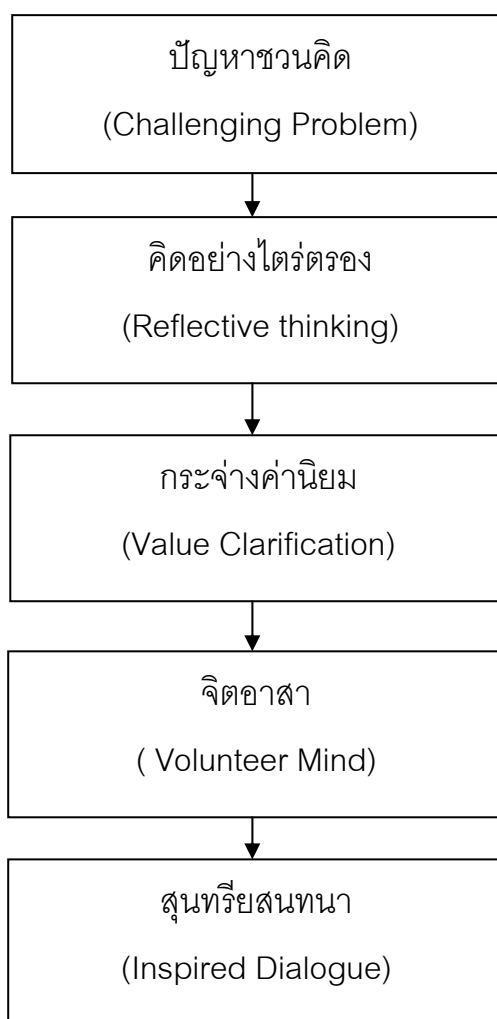 ปัญหาชวนคิด
(Challenging Problem)
คิดอย่างไตร่ตรอง
(Reflective thinking)
กระจ่างค่านิยม
(Value Clarification)
จิตอาสา
( Volunteer Mind)
สุนทรียสนทนา
(Inspired Dialogue)